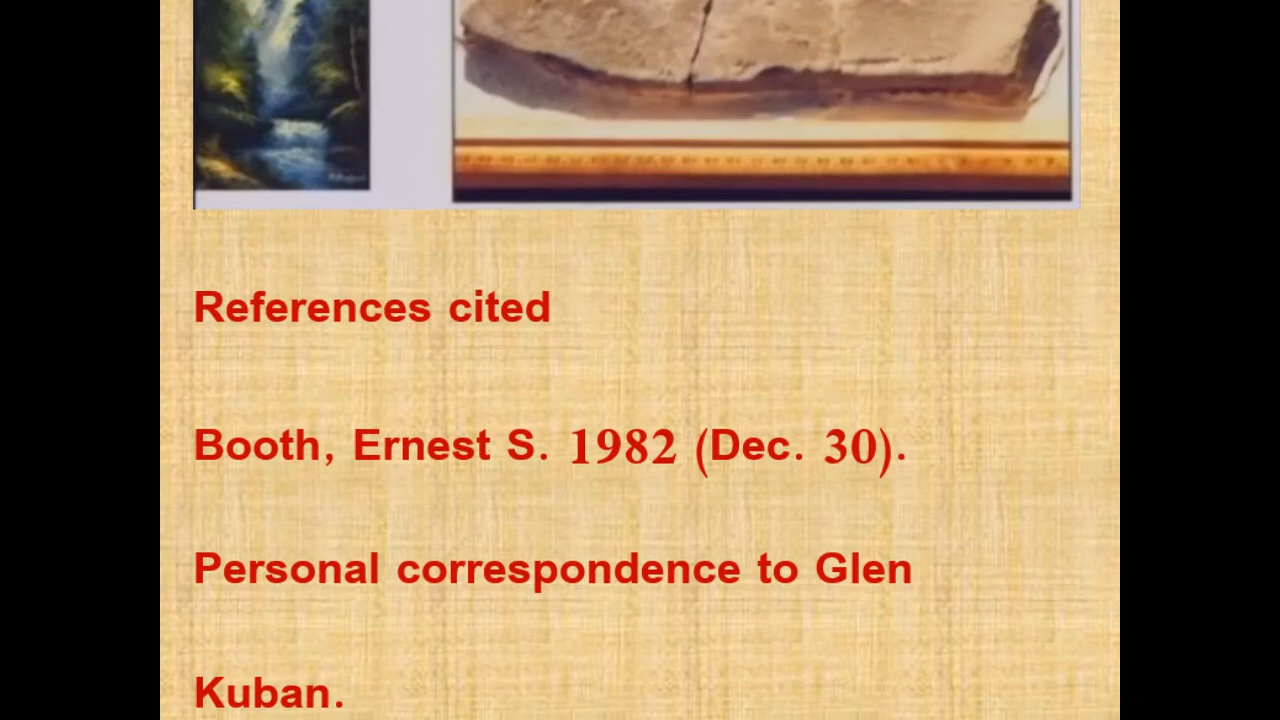 References cited
Booth, Ernest S. 1982 (Dec. 30).
Personal correspondence to Glen
Kuban.